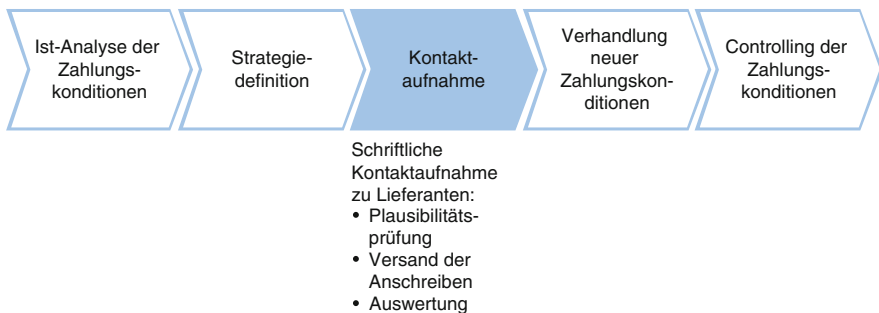 Ist-Analyse der
Zahlungs-
konditionen
Strategie-
definition
Kontakt-
aufnahme
Verhandlung
neuer
Zahlungskon-
ditionen
Controlling der
Zahlungs-
konditionen
Schriftliche
Kontaktaufnahme
zu Lieferanten:
• Plausibilitäts-
prüfung
• Versand der
Anschreiben
• Auswertung